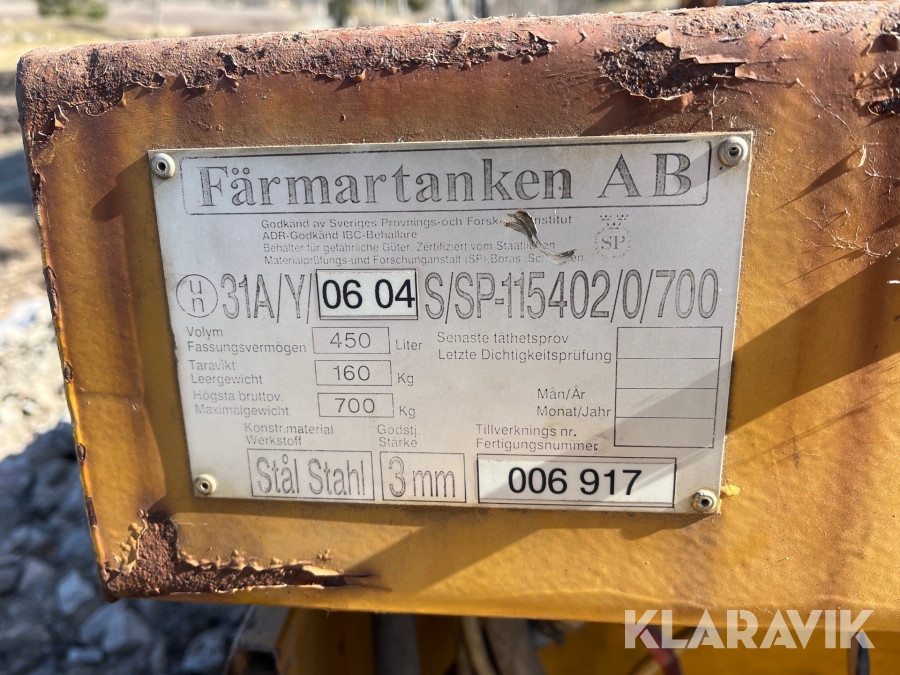 Färmartanken AB
Godkänd av Sveriges Provnings-och Forsk
ADR-Godkänd IBC-Behållare
Behälter für gefährliche Güter. Zertifiziert vom
Materialprüfungs-und Forschungsanstalt (SP) Borås
SP
un 31A/Y/ 06 04 S/SP-115402/0/700
Volym
Fassungsvermögen 450 Liter
Taravikt
Leergewicht 160 Kg
Högsta bruttov.
Maximalgewicht 700 Kg
Senaste täthetsprov
Letzte Dichtigkeitsprüfung
Mån/År
Monat/Jahr
Konstr.material
Werkstoff
Godstj.
Stärke
Stål Stahl 3 mm
Tillverknings nr.
Fertigungsnummer
006 917
KLARAVIK